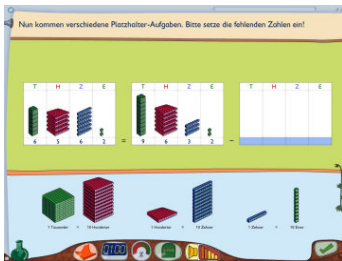 Nun kommen verschiedene Platzhalter-Aufgaben. Bitte setze die fehlenden Zahlen ein!
T H Z E
T H Z E
T H Z E
6 5 6 2
=
9 6 3 2
-
1 Tausender = 10 Hunderter
1 Hunderter = 10 Zehner
1 Zehner = 10 Einer